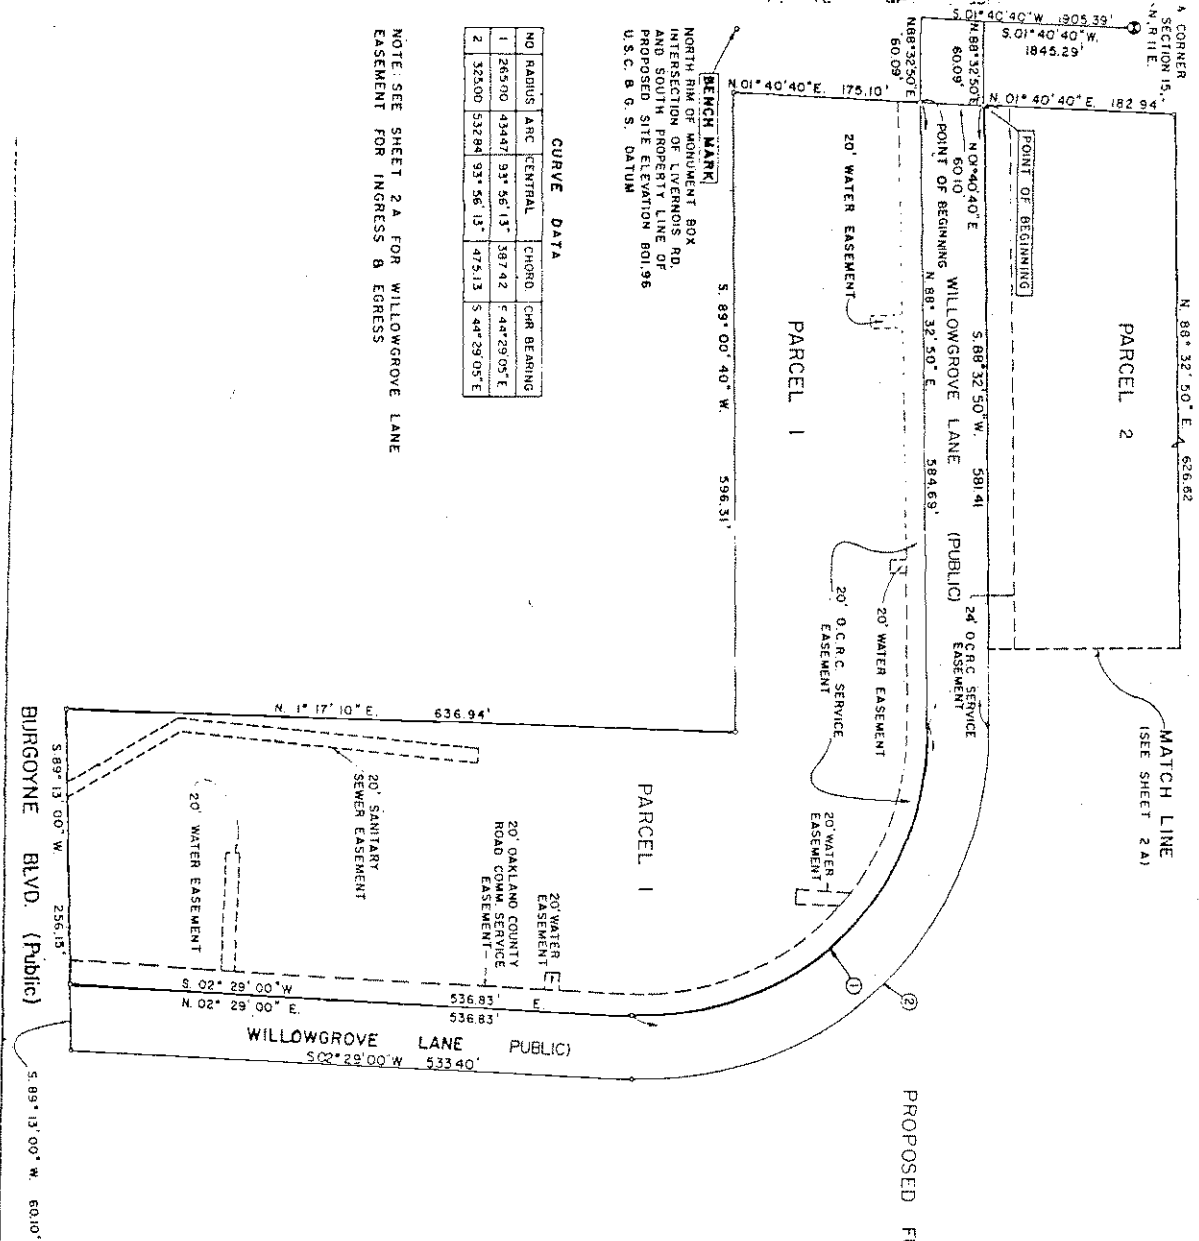 CORNER
SECTION 15,
N., R. 11 E.
S. 01° 40' 40" W. 1905.39'
S. 01° 40' 40" W.
1845.29'
N. 88° 32' 50" E
60.09'
N. 88° 32' 50" E
60.09'
N. 01° 40' 40" E. 175.10'
N. 01° 40' 40" E. 182.94'
N. 88° 32' 50" E. 626.62
POINT OF BEGINNING
N 01° 40' 40" E
60.10
POINT OF BEGINNING
PARCEL 2
MATCH LINE
(SEE SHEET 2 A)
WILLOWGROVE LANE (PUBLIC)
S. 88° 32' 50" W. 581.41
N 88° 32' 50" E. 584.69'
24' O.C.R.C. SERVICE
EASEMENT
20' WATER EASEMENT
PARCEL 1
20' WATER EASEMENT
20' O.C.R.C. SERVICE
EASEMENT
20' WATER
EASEMENT
BENCH MARK
NORTH RIM OF MONUMENT BOX
INTERSECTION OF LIVERNOIS RD.
AND SOUTH PROPERTY LINE OF
PROPOSED SITE ELEVATION 801.96
U.S.C. & G. S. DATUM
S. 89° 00' 40" W. 596.31'
CURVE DATA
NO RADIUS ARC CENTRAL CHORD CHR BEARING
1 265.00 434.47 93° 56' 13" 387.42 S 44° 29' 05" E
2 325.00 532.84 93° 56' 13" 475.13 S 44° 29' 05" E
NOTE: SEE SHEET 2 A FOR WILLOWGROVE LANE
EASEMENT FOR INGRESS & EGRESS
N. 1° 17' 10" E. 636.94'
PARCEL 1
20' SANITARY
SEWER EASEMENT
20' WATER EASEMENT
20' OAKLAND COUNTY
ROAD COMM. SERVICE
EASEMENT
20' WATER
EASEMENT
1
2
S. 02° 29' 00" W 536.83' E.
N. 02° 29' 00" E. 536.83'
WILLOWGROVE LANE PUBLIC)
S 02° 29' 00" W 533.40'
S. 89° 13' 00" W. 256.15'
BURGOYNE BLVD. (Public)
S. 89° 13' 00" W. 60.10'
PROPOSED